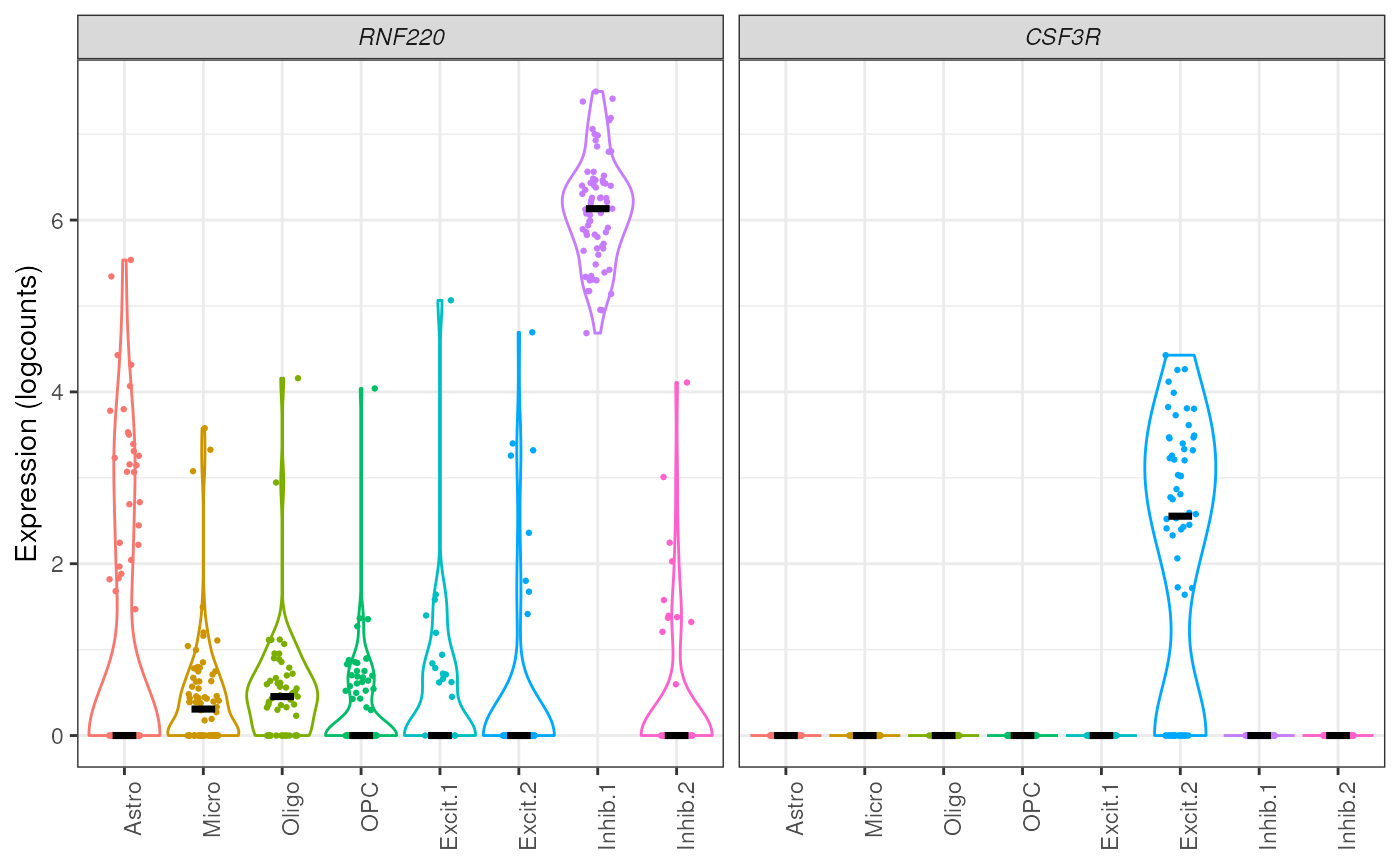 RNF220 CSF3R
Expression (logcounts)
6
4
2
0
Astro Micro Oligo OPC Excit.1 Excit.2 Inhib.1 Inhib.2 Astro Micro Oligo OPC Excit.1 Excit.2 Inhib.1 Inhib.2